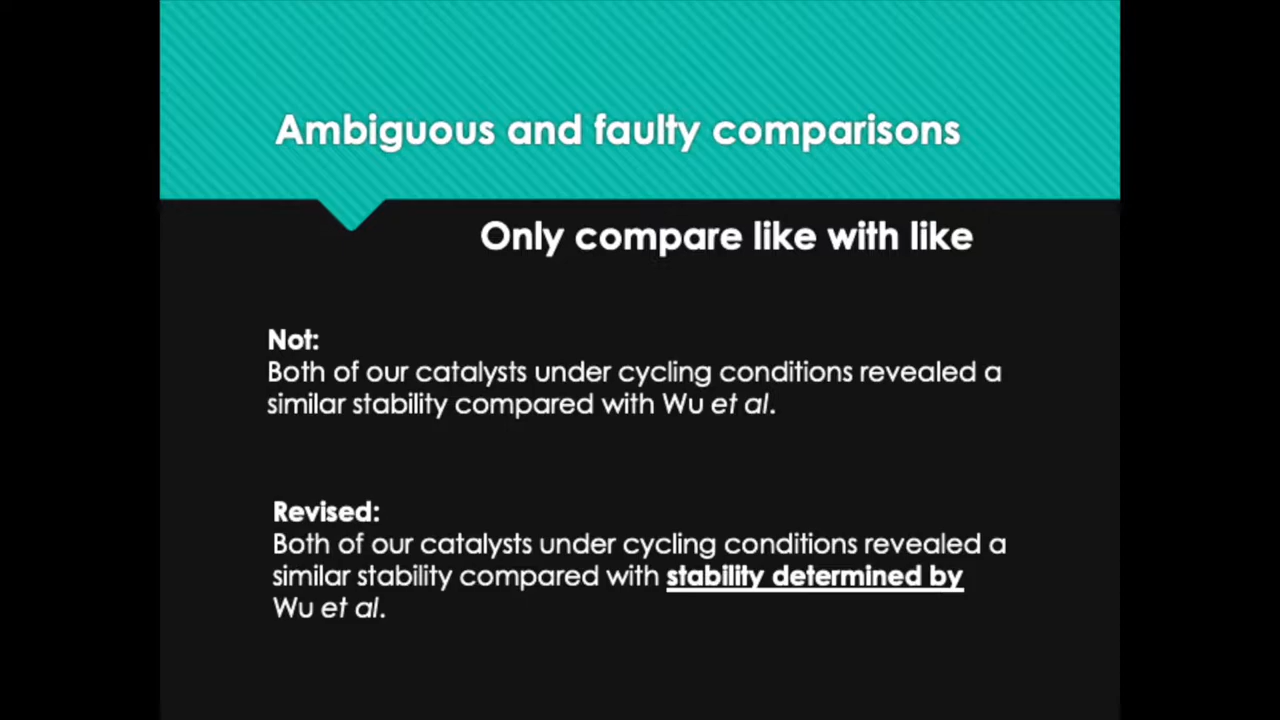 Ambiguous and faulty comparisons
Only compare like with like
Not:
Both of our catalysts under cycling conditions revealed a
similar stability compared with Wu et al.
Revised:
Both of our catalysts under cycling conditions revealed a
similar stability compared with stability determined by
Wu et al.